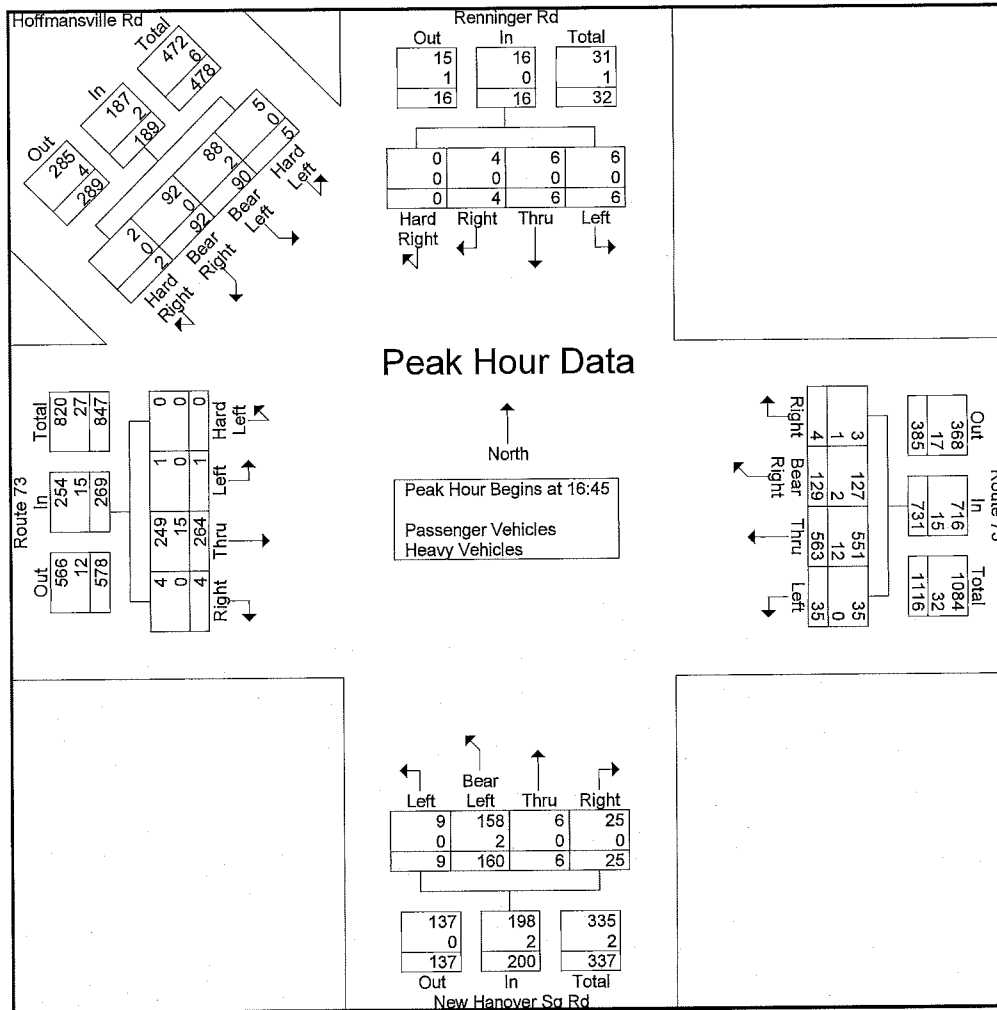 Hoffmansville Rd
Total
472
6
478
In
187
2
189
Out
285
4
289
5
0
5
Hard
Left
88
2
90
Bear
Left
92
0
92
Bear
Right
2
0
2
Hard
Right
Renninger Rd
Out In Total
15 16 31
1 0 1
16 16 32
0 4 6 6
0 0 0 0
0 4 6 6
Hard Right Thru Left
Right
Peak Hour Data
North
Peak Hour Begins at 16:45
Passenger Vehicles
Heavy Vehicles
Route 73
Total In Out
820 254 566
27 15 12
847 269 578
0 1 249 4
0 0 15 0
0 1 264 4
Hard Left Thru Right
Left
Route 73
Out In Total
368 716 1084
17 15 32
385 731 1116
3 127 551 35
1 2 12 0
4 129 563 35
Right Bear Thru Left
Right
Bear
Left Left Thru Right
9 158 6 25
0 2 0 0
9 160 6 25
137 198 335
0 2 2
137 200 337
Out In Total
New Hanover Sq Rd